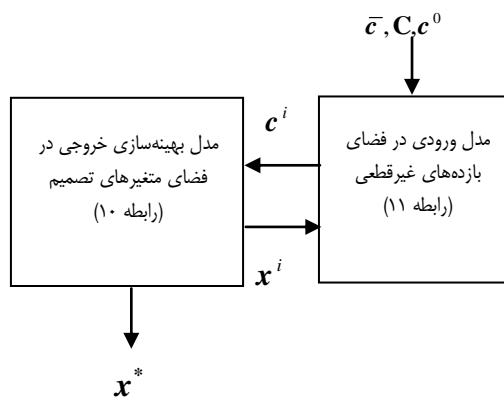 c̄, C, c⁰
مدل ورودی در فضای
بازده‌های غیرقطعی
(رابطه ۱۱)
cⁱ
مدل بهینه‌سازی خروجی در
فضای متغیرهای تصمیم
(رابطه ۱۰)
xⁱ
x*